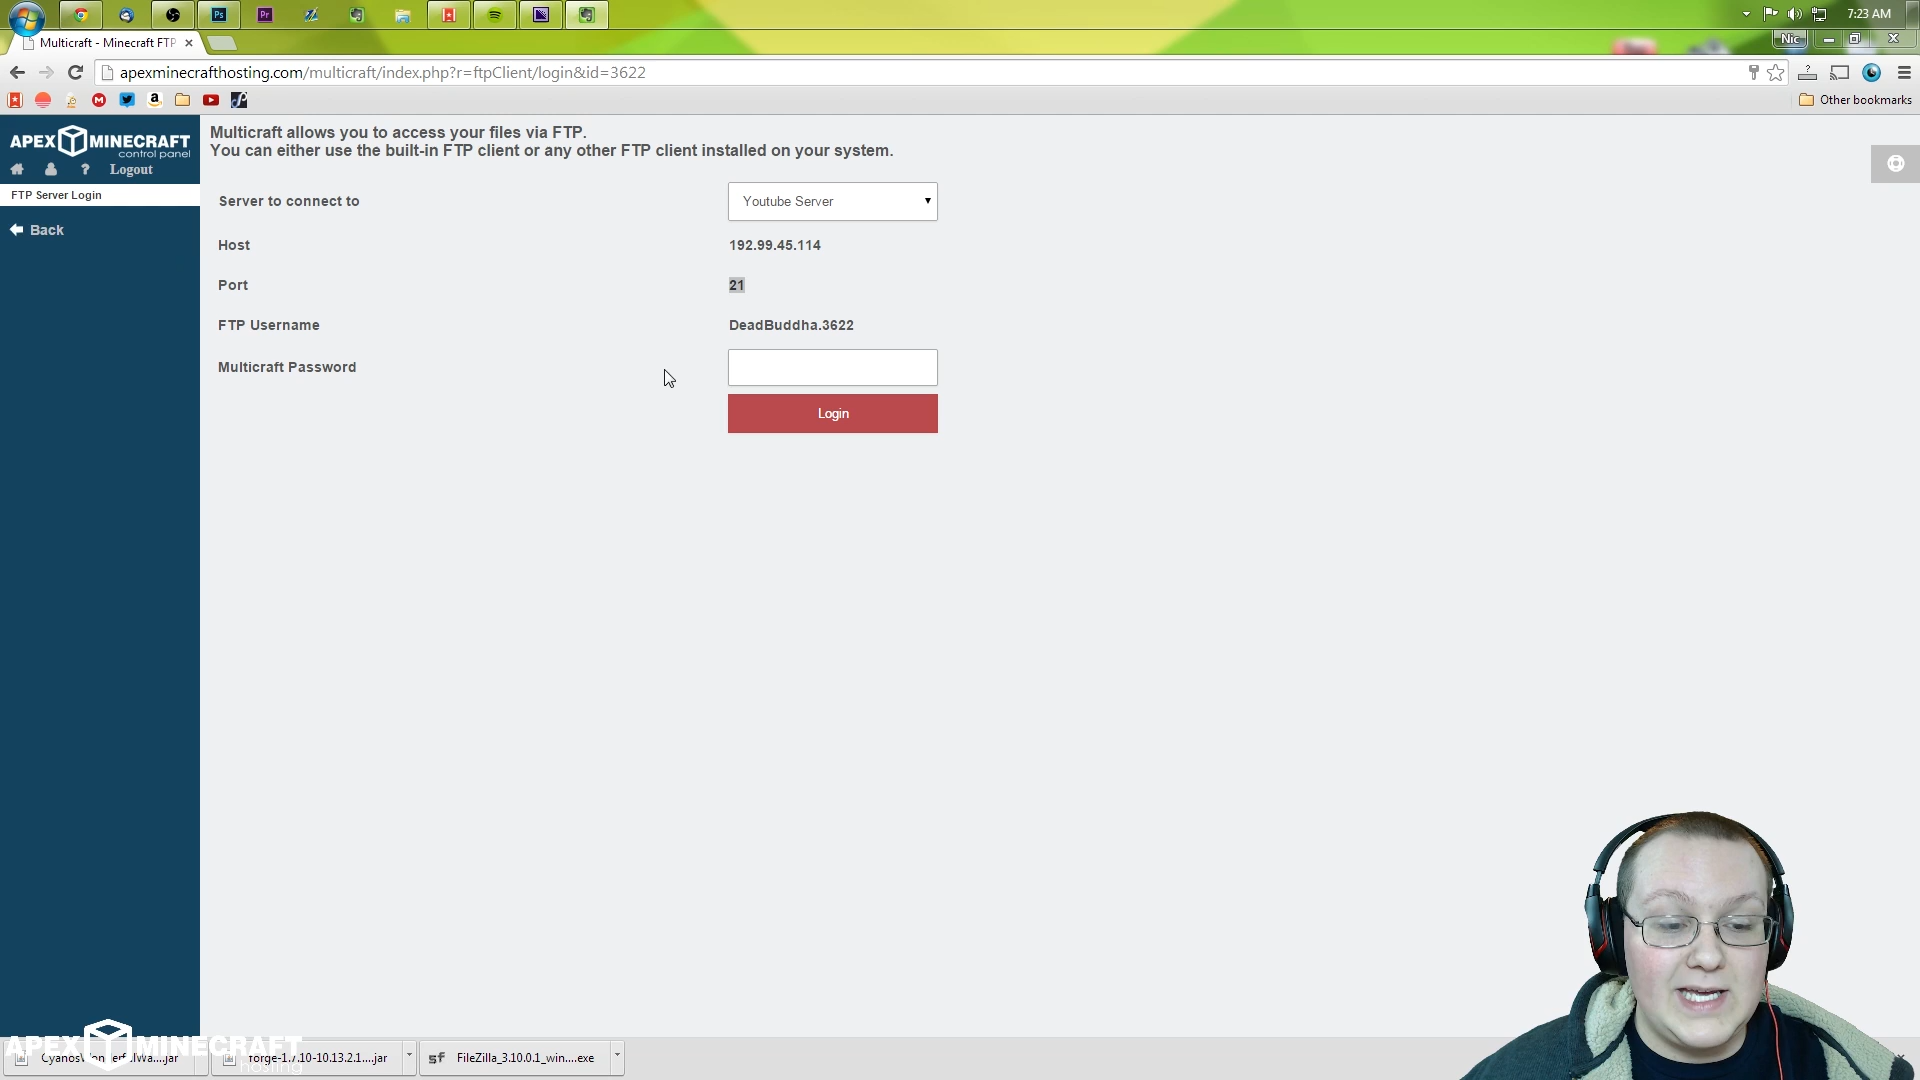 7:23 AM
Multicraft - Minecraft FTP
Nic
apexminecrafthosting.com/multicraft/index.php?r=ftpClient/login&id=3622
Other bookmarks
APEX MINECRAFT
control panel
Logout
FTP Server Login
Back
Multicraft allows you to access your files via FTP.
You can either use the built-in FTP client or any other FTP client installed on your system.
Server to connect to
Youtube Server
Host
192.99.45.114
Port
21
FTP Username
DeadBuddha.3622
Multicraft Password
Login
APEX MINECRAFT
hosting
forge-1.7.10-10.13.2.1....jar
FileZilla_3.10.0.1_win....exe